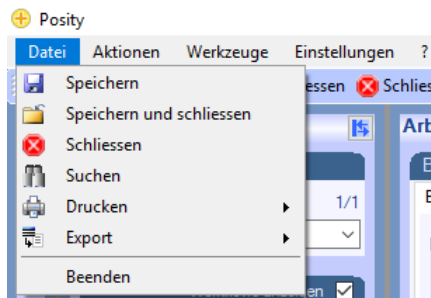 Posity
Datei Aktionen Werkzeuge Einstellungen ?
Speichern
Speichern und schliessen
Schliessen
Suchen
Drucken
Export
Beenden
1/1